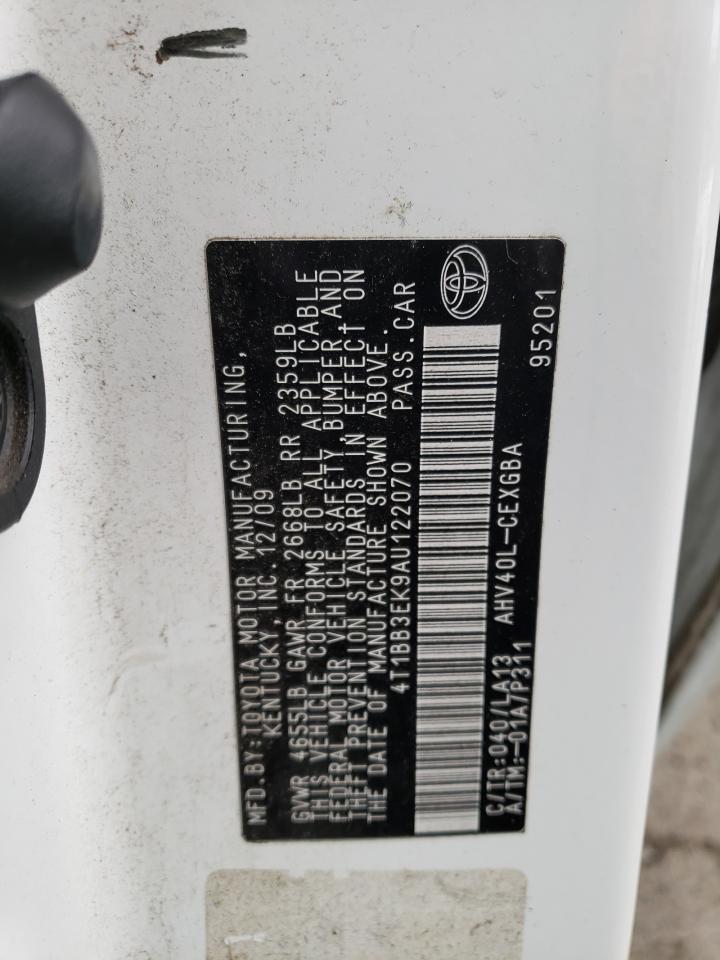 MFD.BY:TOYOTA MOTOR MANUFACTURING,
KENTUCKY, INC. 12/09
GVWR 4655LB GAWR FR 2668LB RR 2359LB
THIS VEHICLE CONFORMS TO ALL APPLICABLE
FEDERAL MOTOR VEHICLE SAFETY, BUMPER, AND
THEFT PREVENTION STANDARDS IN EFFECT ON
THE DATE OF MANUFACTURE SHOWN ABOVE.
4T1BB3EK9AU122070 PASS.CAR
C/TR:040/LA13 AHV40L-CEXGBA
A/TM:-01A/P311 95201